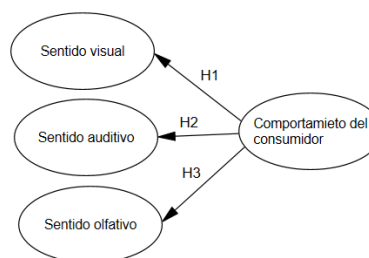 Sentido visual
H1
Sentido auditivo
H2
Comportamieto del
consumidor
H3
Sentido olfativo